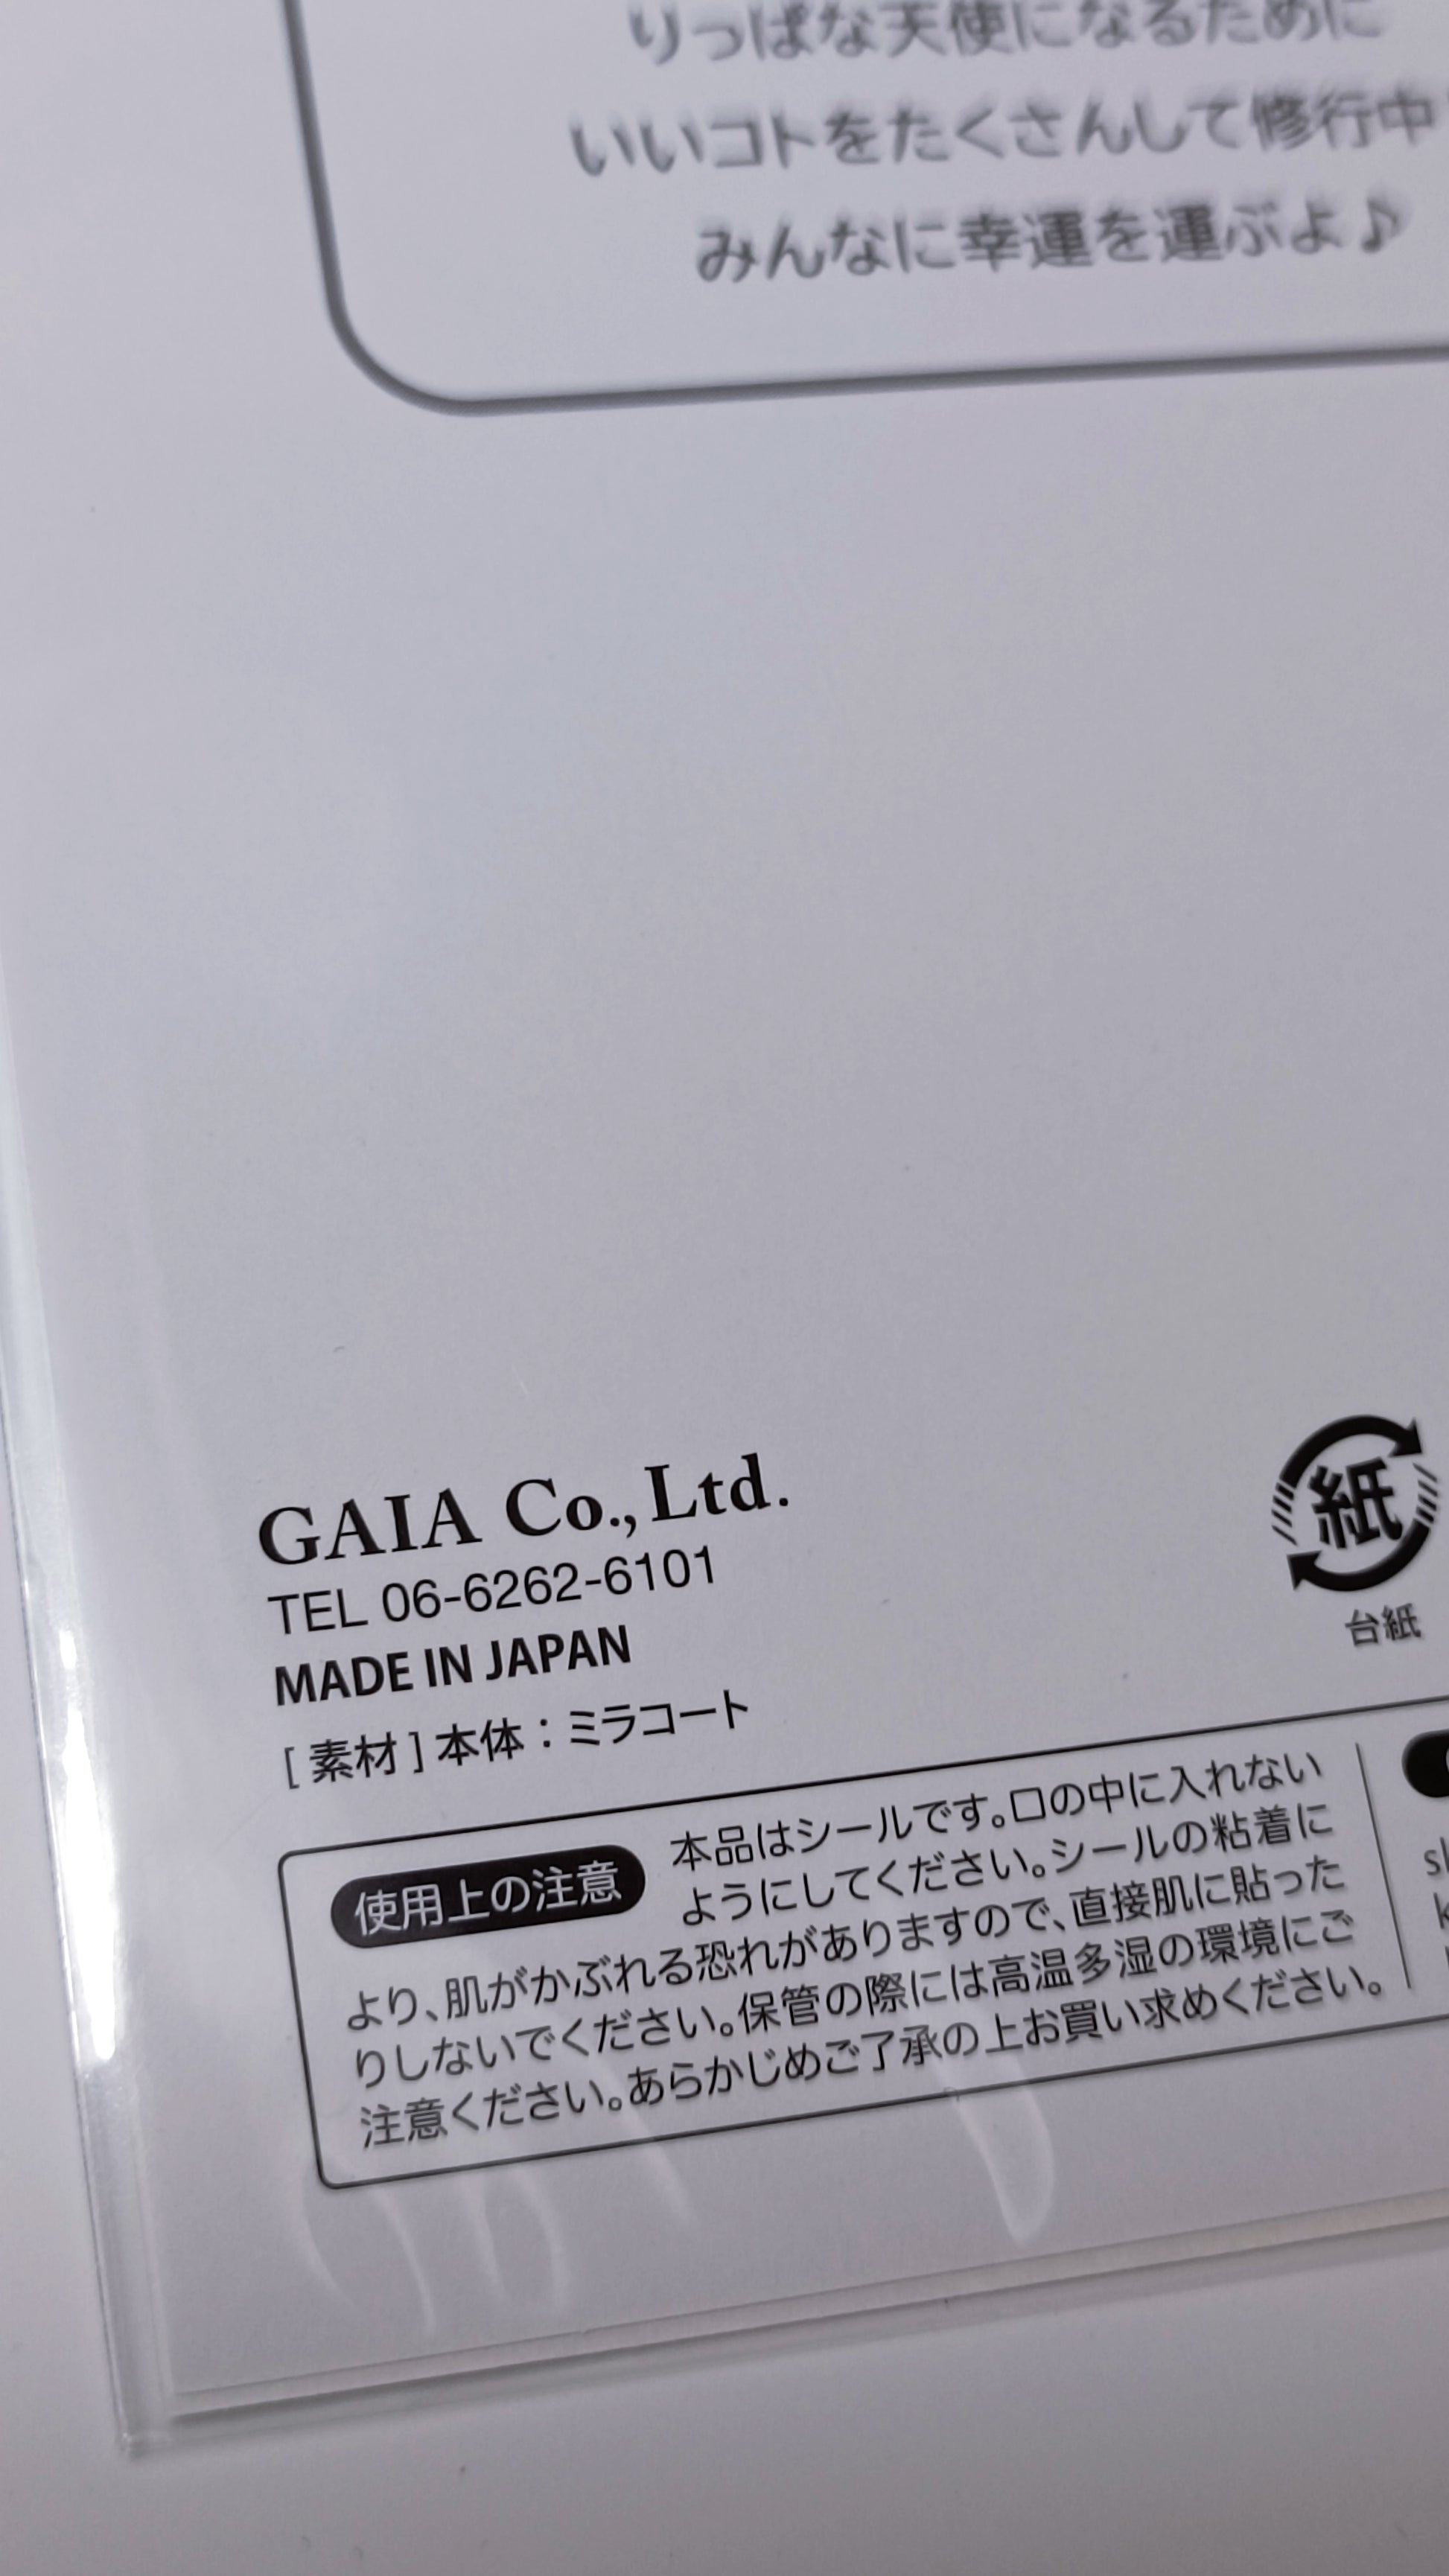 りっぱな天使になるために
いいコトをたくさんして修行中
みんなに幸運を運ぶよ♪
GAIA Co., Ltd.
TEL 06-6262-6101
MADE IN JAPAN
[素材]本体：ミラコート
紙
台紙
使用上の注意 本品はシールです。口の中に入れない
ようにしてください。シールの粘着に
より、肌がかぶれる恐れがありますので、直接肌に貼った
りしないでください。保管の際には高温多湿の環境にご
注意ください。あらかじめご了承の上お買い求めください。